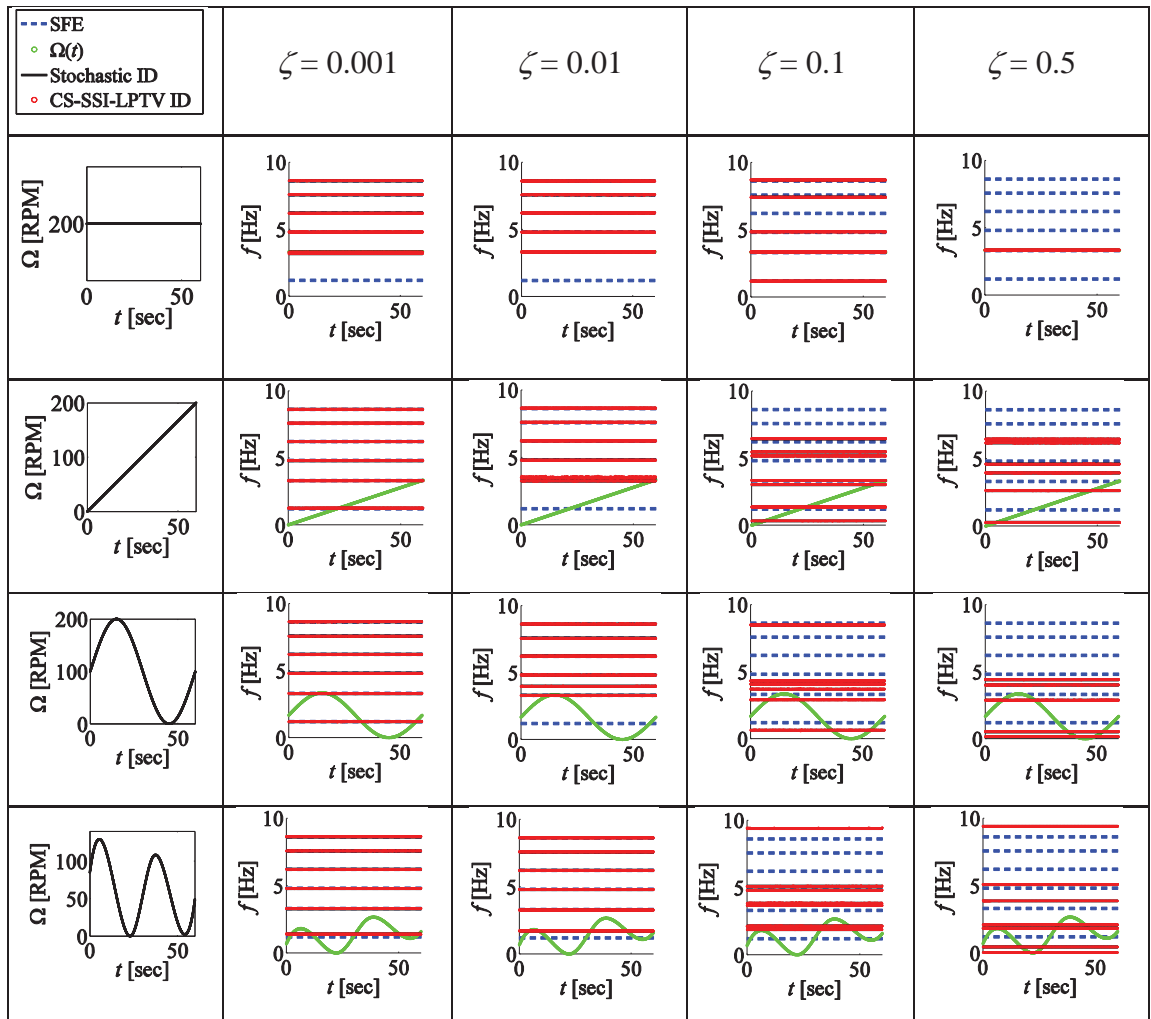 SFE
Ω(t)
Stochastic ID
CS-SSI-LPTV ID
ζ = 0.001
ζ = 0.01
ζ = 0.1
ζ = 0.5
Ω [RPM]
200
0
50
t [sec]
f [Hz]
10
5
0
0
50
t [sec]
f [Hz]
10
5
0
0
50
t [sec]
f [Hz]
10
5
0
0
50
t [sec]
f [Hz]
10
5
0
0
50
t [sec]
Ω [RPM]
200
100
0
0
50
t [sec]
f [Hz]
10
5
0
0
50
t [sec]
f [Hz]
10
5
0
0
50
t [sec]
f [Hz]
10
5
0
0
50
t [sec]
f [Hz]
10
5
0
0
50
t [sec]
Ω [RPM]
200
100
0
0
50
t [sec]
f [Hz]
10
5
0
0
50
t [sec]
f [Hz]
10
5
0
0
50
t [sec]
f [Hz]
10
5
0
0
50
t [sec]
f [Hz]
10
5
0
0
50
t [sec]
Ω [RPM]
100
50
0
0
50
t [sec]
f [Hz]
10
5
0
0
50
t [sec]
f [Hz]
10
5
0
0
50
t [sec]
f [Hz]
10
5
0
0
50
t [sec]
f [Hz]
10
5
0
0
50
t [sec]